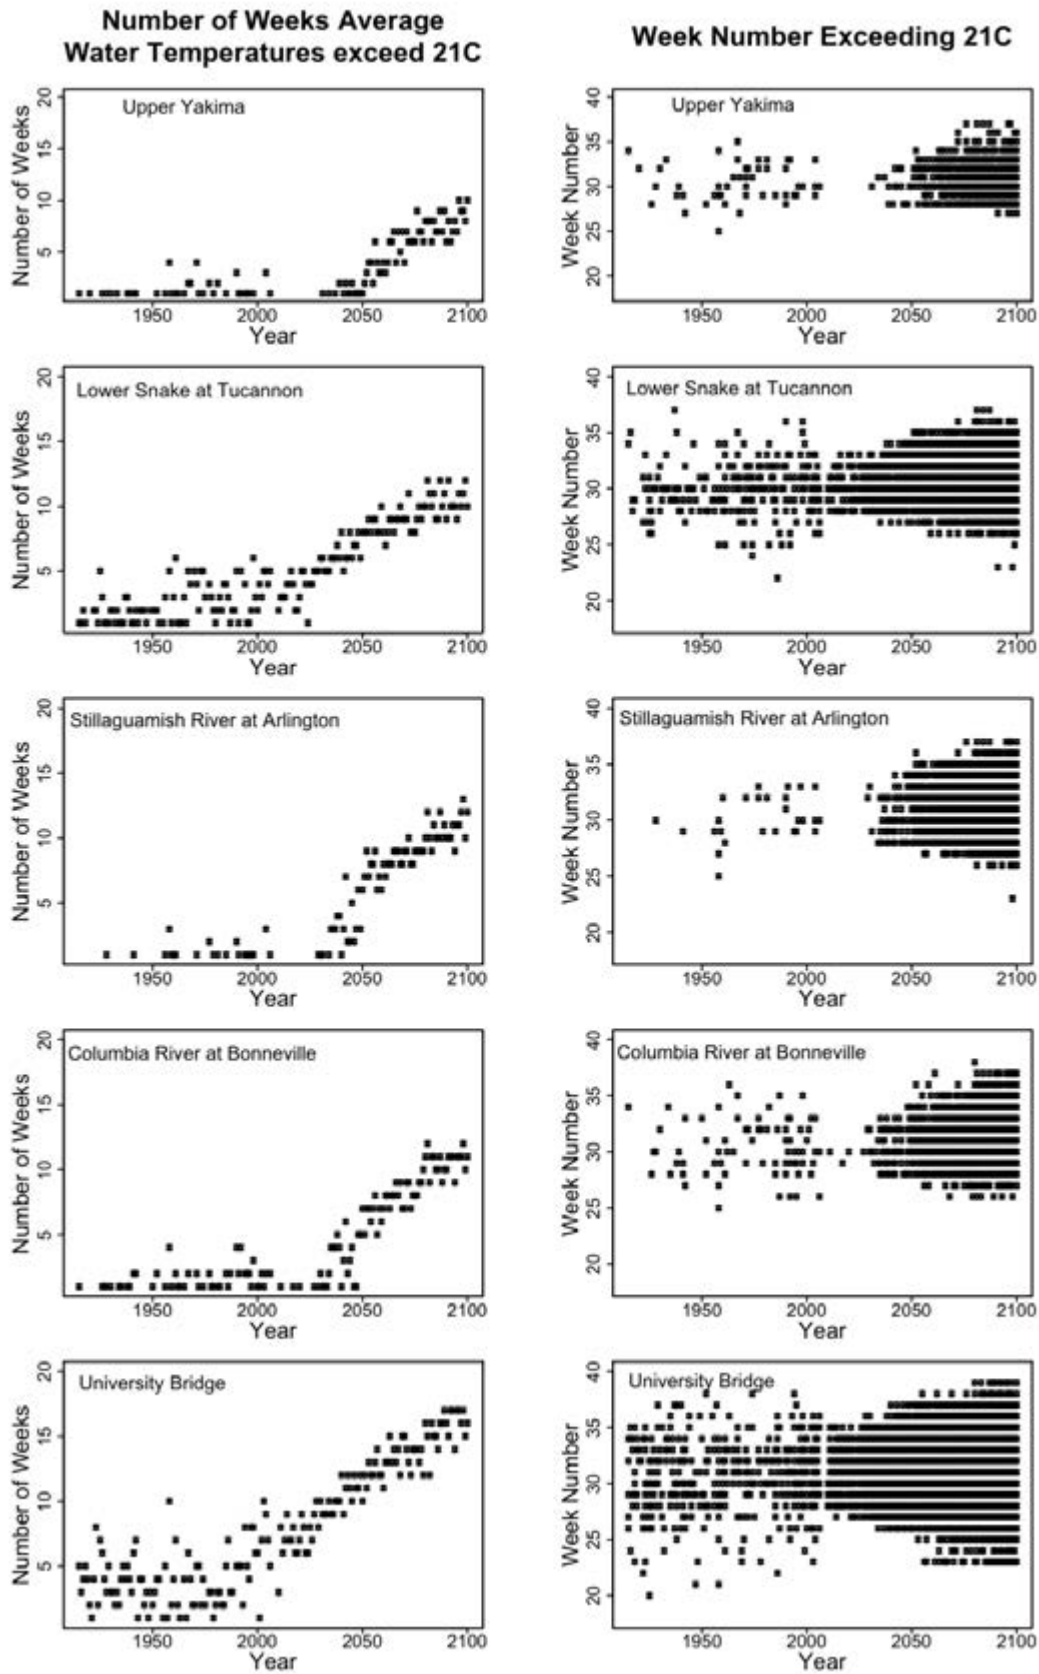 Number of Weeks Average
Water Temperatures exceed 21C
Week Number Exceeding 21C
Upper Yakima
Number of Weeks
20
15
10
5
1950 2000 2050 2100
Year
Upper Yakima
Week Number
40
35
30
25
20
1950 2000 2050 2100
Year
Lower Snake at Tucannon
Number of Weeks
20
15
10
5
1950 2000 2050 2100
Year
Lower Snake at Tucannon
Week Number
40
35
30
25
20
1950 2000 2050 2100
Year
Stillaguamish River at Arlington
Number of Weeks
20
15
10
5
1950 2000 2050 2100
Year
Stillaguamish River at Arlington
Week Number
40
35
30
25
20
1950 2000 2050 2100
Year
Columbia River at Bonneville
Number of Weeks
20
15
10
5
1950 2000 2050 2100
Year
Columbia River at Bonneville
Week Number
40
35
30
25
20
1950 2000 2050 2100
Year
University Bridge
Number of Weeks
20
15
10
5
1950 2000 2050 2100
Year
University Bridge
Week Number
40
35
30
25
20
1950 2000 2050 2100
Year